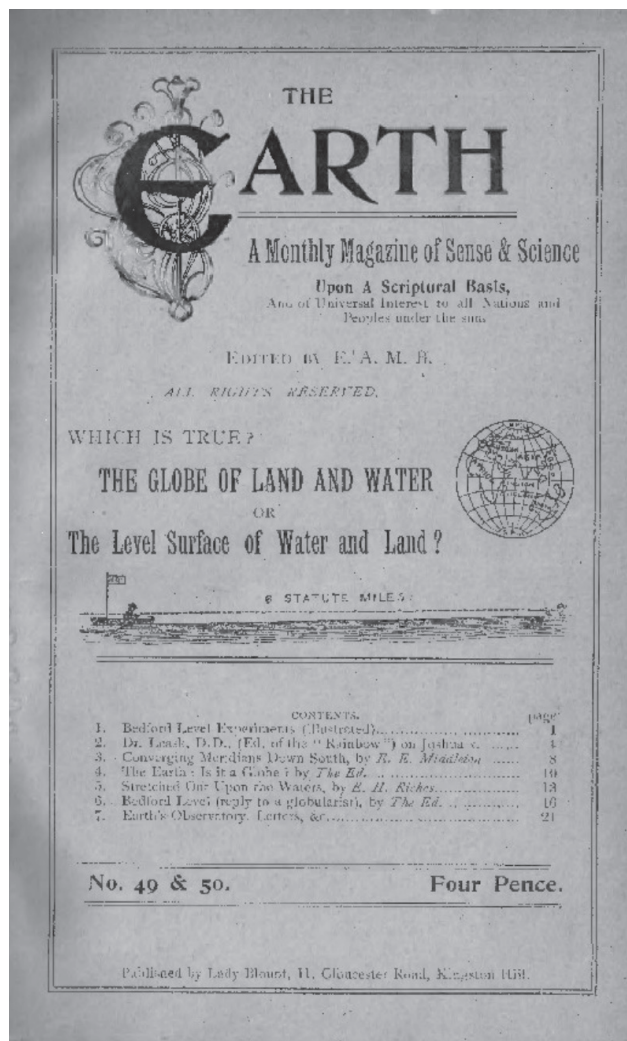 THE
EARTH
A Monthly Magazine of Sense & Science
Upon A Scriptural Basis,
And of Universal Interest to all Nations and
Peoples under the sun.
EDITED BY E. A. M. B.
ALL RIGHTS RESERVED.
WHICH IS TRUE?
THE GLOBE OF LAND AND WATER
OR
The Level Surface of Water and Land?
6 STATUTE MILES
CONTENTS. page
1. Bedford Level Experiments (Illustrated)........................ 1
2. Dr. Leask, D.D., (Ed. of the "Rainbow") on Joshua x. ......
3. Converging Meridians Down South, by R. E. Middleton ...... 8
4. The Earth: Is it a Globe? by The Ed. ........................ 10
5. Stretched Out Upon the Waters, by E. H. Riches............... 13
6. Bedford Level (reply to a globularist), by The Ed. ............... 16
7. Earth's Observatory. Letters, &c................................ 21
No. 49 & 50. Four Pence.
Published by Lady Blount, 11, Gloucester Road, Kingston Hill.